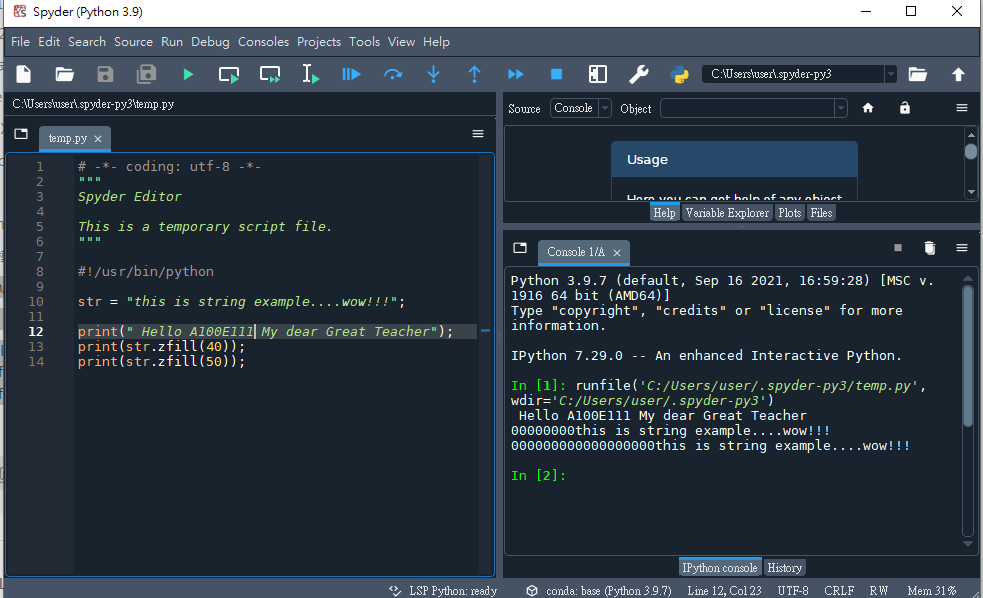 Spyder (Python 3.9)
File Edit Search Source Run Debug Consoles Projects Tools View Help
C:\Users\user\.spyder-py3
C:\Users\user\.spyder-py3\temp.py
temp.py
1 # -*- coding: utf-8 -*-
2 """
3 Spyder Editor
4
5 This is a temporary script file.
6 """
7
8 #!/usr/bin/python
9
10 str = "this is string example....wow!!!";
11
12 print(" Hello A100E111 My dear Great Teacher");
13 print(str.zfill(40));
14 print(str.zfill(50));
Source Console Object
Usage
Here you can get help of any object
Help Variable Explorer Plots Files
Console 1/A
Python 3.9.7 (default, Sep 16 2021, 16:59:28) [MSC v.
1916 64 bit (AMD64)]
Type "copyright", "credits" or "license" for more
information.
IPython 7.29.0 -- An enhanced Interactive Python.
In [1]: runfile('C:/Users/user/.spyder-py3/temp.py',
wdir='C:/Users/user/.spyder-py3')
Hello A100E111 My dear Great Teacher
00000000this is string example....wow!!!
000000000000000000this is string example....wow!!!
In [2]:
IPython console History
LSP Python: ready conda: base (Python 3.9.7) Line 12, Col 23 UTF-8 CRLF RW Mem 31%